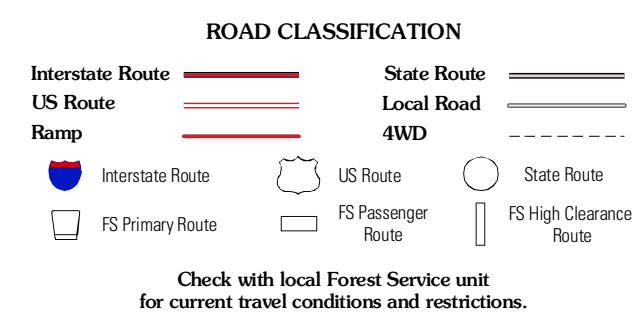 ROAD CLASSIFICATION
Interstate Route
State Route
US Route
Local Road
Ramp
4WD
Interstate Route
US Route
State Route
FS Primary Route
FS Passenger
Route
FS High Clearance
Route
Check with local Forest Service unit
for current travel conditions and restrictions.